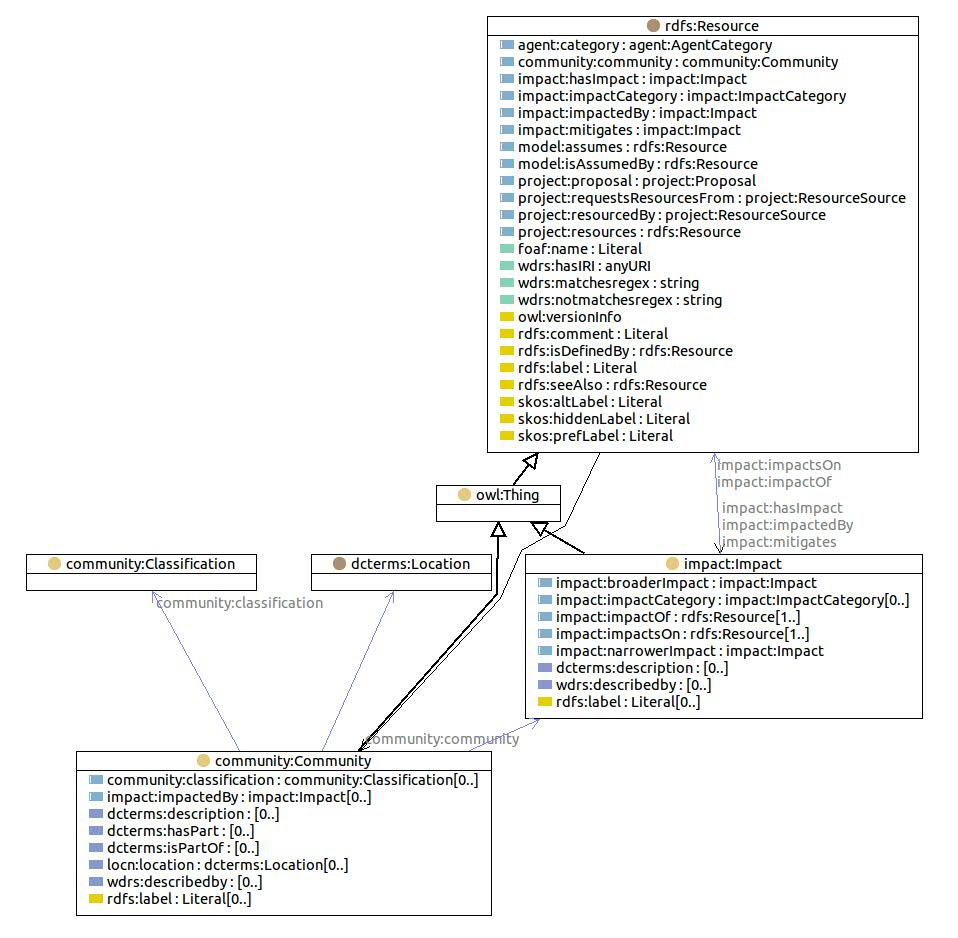 rdfs:Resource
agent:category : agent:AgentCategory
community:community : community:Community
impact:hasImpact : impact:Impact
impact:impactCategory : impact:ImpactCategory
impact:impactedBy : impact:Impact
impact:mitigates : impact:Impact
model:assumes : rdfs:Resource
model:isAssumedBy : rdfs:Resource
project:proposal : project:Proposal
project:requestsResourcesFrom : project:ResourceSource
project:resourcedBy : project:ResourceSource
project:resources : rdfs:Resource
foaf:name : Literal
wdrs:hasIRI : anyURI
wdrs:matchesregex : string
wdrs:notmatchesregex : string
owl:versionInfo
rdfs:comment : Literal
rdfs:isDefinedBy : rdfs:Resource
rdfs:label : Literal
rdfs:seeAlso : rdfs:Resource
skos:altLabel : Literal
skos:hiddenLabel : Literal
skos:prefLabel : Literal
impact:impactsOn
impact:impactOf
owl:Thing
impact:hasImpact
impact:impactedBy
impact:mitigates
community:Classification
dcterms:Location
community:classification
impact:Impact
impact:broaderImpact : impact:Impact
impact:impactCategory : impact:ImpactCategory[0..]
impact:impactOf : rdfs:Resource[1..]
impact:impactsOn : rdfs:Resource[1..]
impact:narrowerImpact : impact:Impact
dcterms:description : [0..]
wdrs:describedby : [0..]
rdfs:label : Literal[0..]
community:community
community:Community
community:classification : community:Classification[0..]
impact:impactedBy : impact:Impact[0..]
dcterms:description : [0..]
dcterms:hasPart : [0..]
dcterms:isPartOf : [0..]
locn:location : dcterms:Location[0..]
wdrs:describedby : [0..]
rdfs:label : Literal[0..]